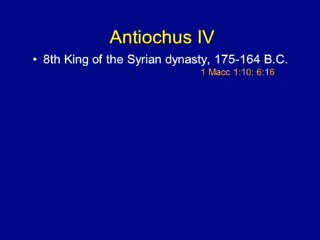 Antiochus IV
• 8th King of the Syrian dynasty, 175-164 B.C.
1 Macc 1:10; 6:16